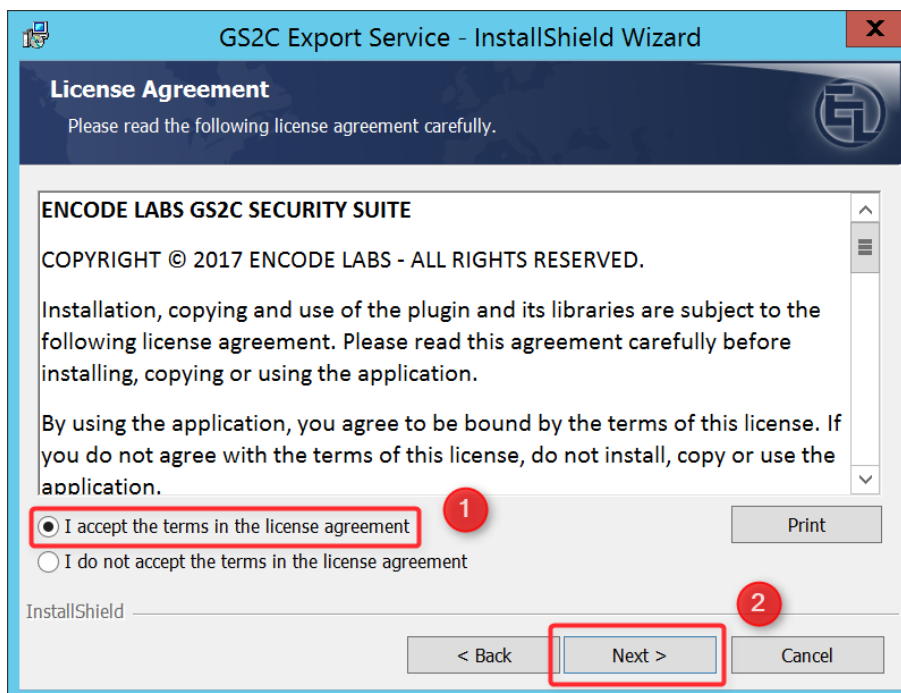 GS2C Export Service - InstallShield Wizard
X
License Agreement
Please read the following license agreement carefully.
EL
ENCODE LABS GS2C SECURITY SUITE
COPYRIGHT © 2017 ENCODE LABS - ALL RIGHTS RESERVED.
Installation, copying and use of the plugin and its libraries are subject to the
following license agreement. Please read this agreement carefully before
installing, copying or using the application.
By using the application, you agree to be bound by the terms of this license. If
you do not agree with the terms of this license, do not install, copy or use the
application.
1
I accept the terms in the license agreement
Print
I do not accept the terms in the license agreement
InstallShield
2
< Back
Next >
Cancel